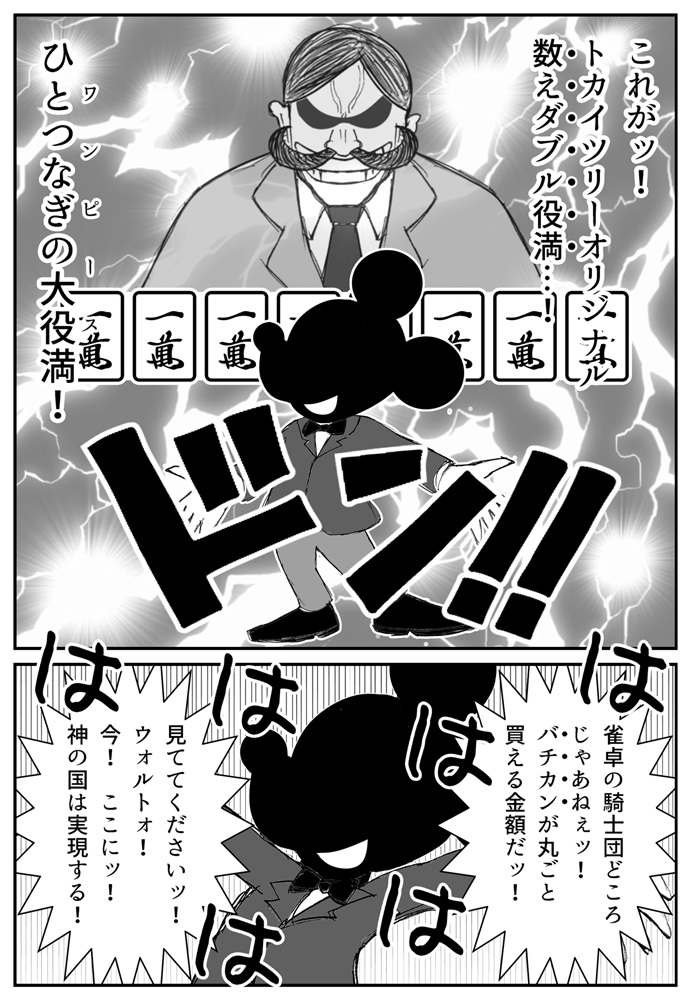 これがッ！
トカイツリーオリジナル
数えダブル役満…！
ひとつなぎの大役満！
ワンピース
一萬
一萬
一萬
一萬
一萬
一萬
ドン!!
は
は
は
は
は
は
雀卓の騎士団どころ
じゃあねぇッ！
バチカンが丸ごと
買える金額だッ！
見ててくださいッ！
ウォルトォ！
今！　ここにッ！
神の国は実現する！